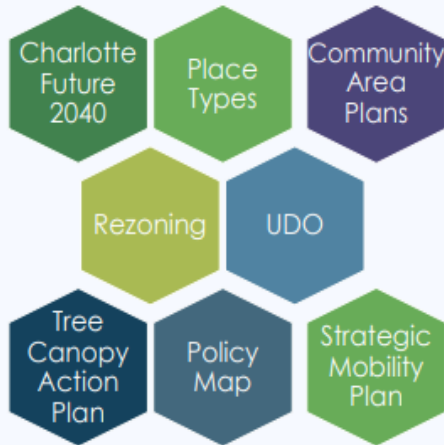 Charlotte
Future
2040
Place
Types
Community
Area
Plans
Rezoning
UDO
Tree
Canopy
Action
Plan
Policy
Map
Strategic
Mobility
Plan